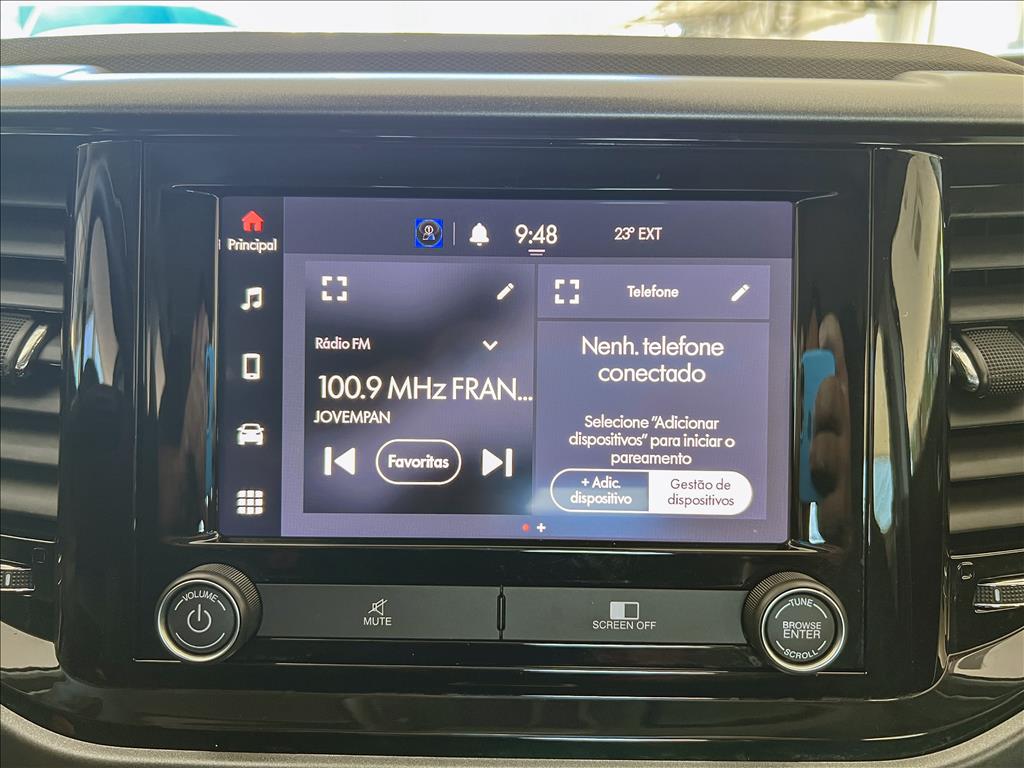 Principal
9:48
23° EXT
Rádio FM
100.9 MHz FRAN...
JOVEMPAN
Favoritas
Telefone
Nenh. telefone
conectado
Selecione "Adicionar
dispositivos" para iniciar o
pareamento
+ Adic.
dispositivo
Gestão de
dispositivos
VOLUME
MUTE
SCREEN OFF
TUNE
BROWSE
ENTER
SCROLL